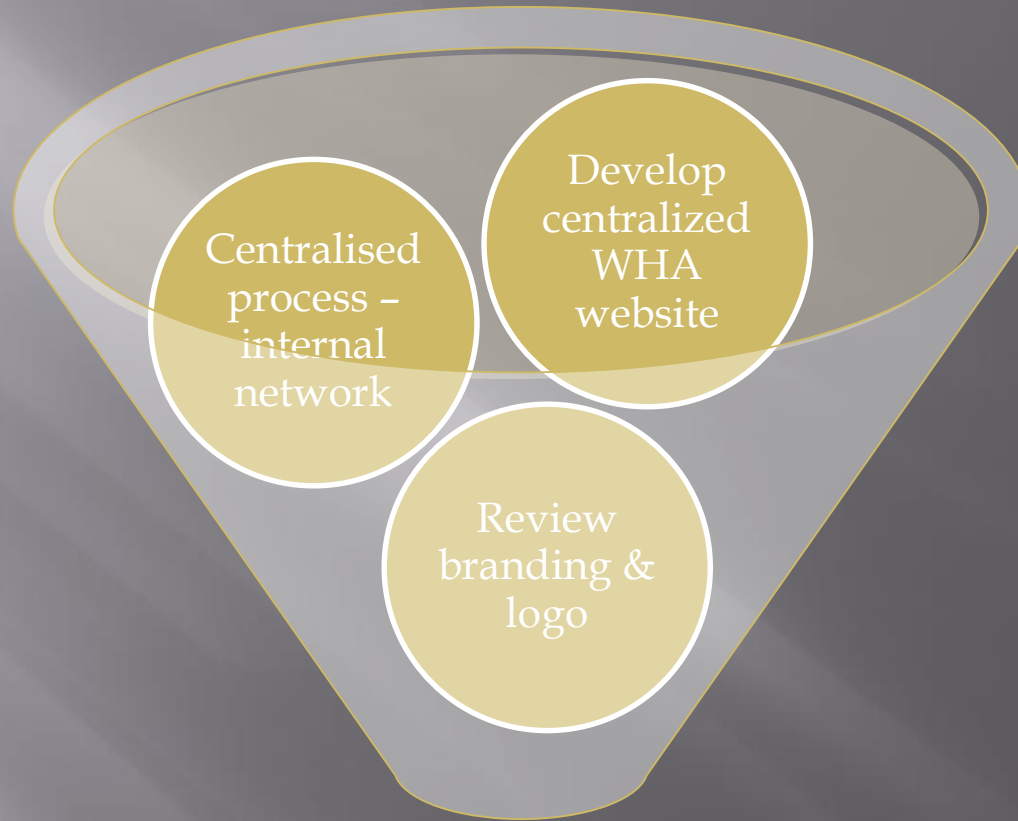 Centralised
process –
internal
network
Develop
centralized
WHA
website
Review
branding &
logo